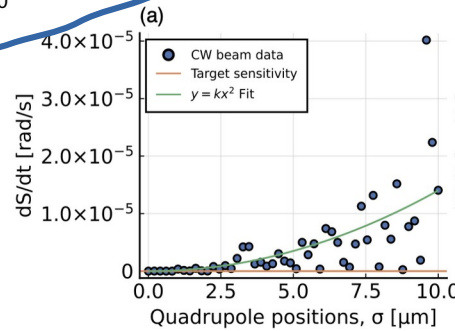 (a)
4.0×10⁻⁵
3.0×10⁻⁵
2.0×10⁻⁵
1.0×10⁻⁵
0
dS/dt [rad/s]
CW beam data
Target sensitivity
y = kx² Fit
0.0 2.5 5.0 7.5 10.0
Quadrupole positions, σ [μm]